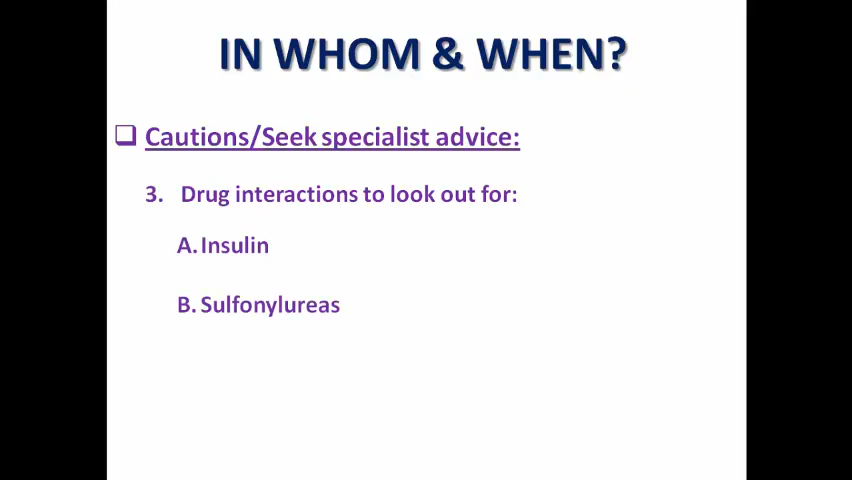 IN WHOM & WHEN?
Cautions/Seek specialist advice:
3. Drug interactions to look out for:
A. Insulin
B. Sulfonylureas